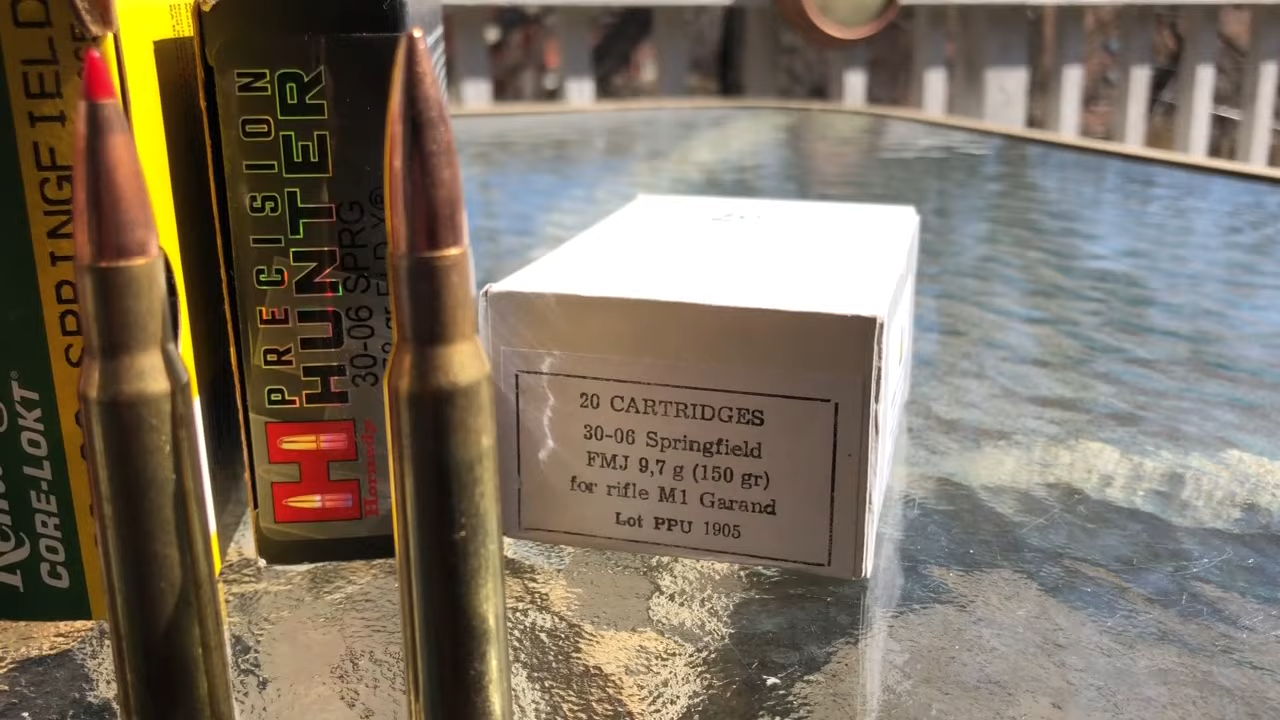 SPRINGFIELD
CORE-LOKT®
PRECISION
HUNTER
30-06 SPRG
Hornady
20 CARTRIDGES
30-06 Springfield
FMJ 9,7 g (150 gr)
for rifle M1 Garand
Lot PPU 1905